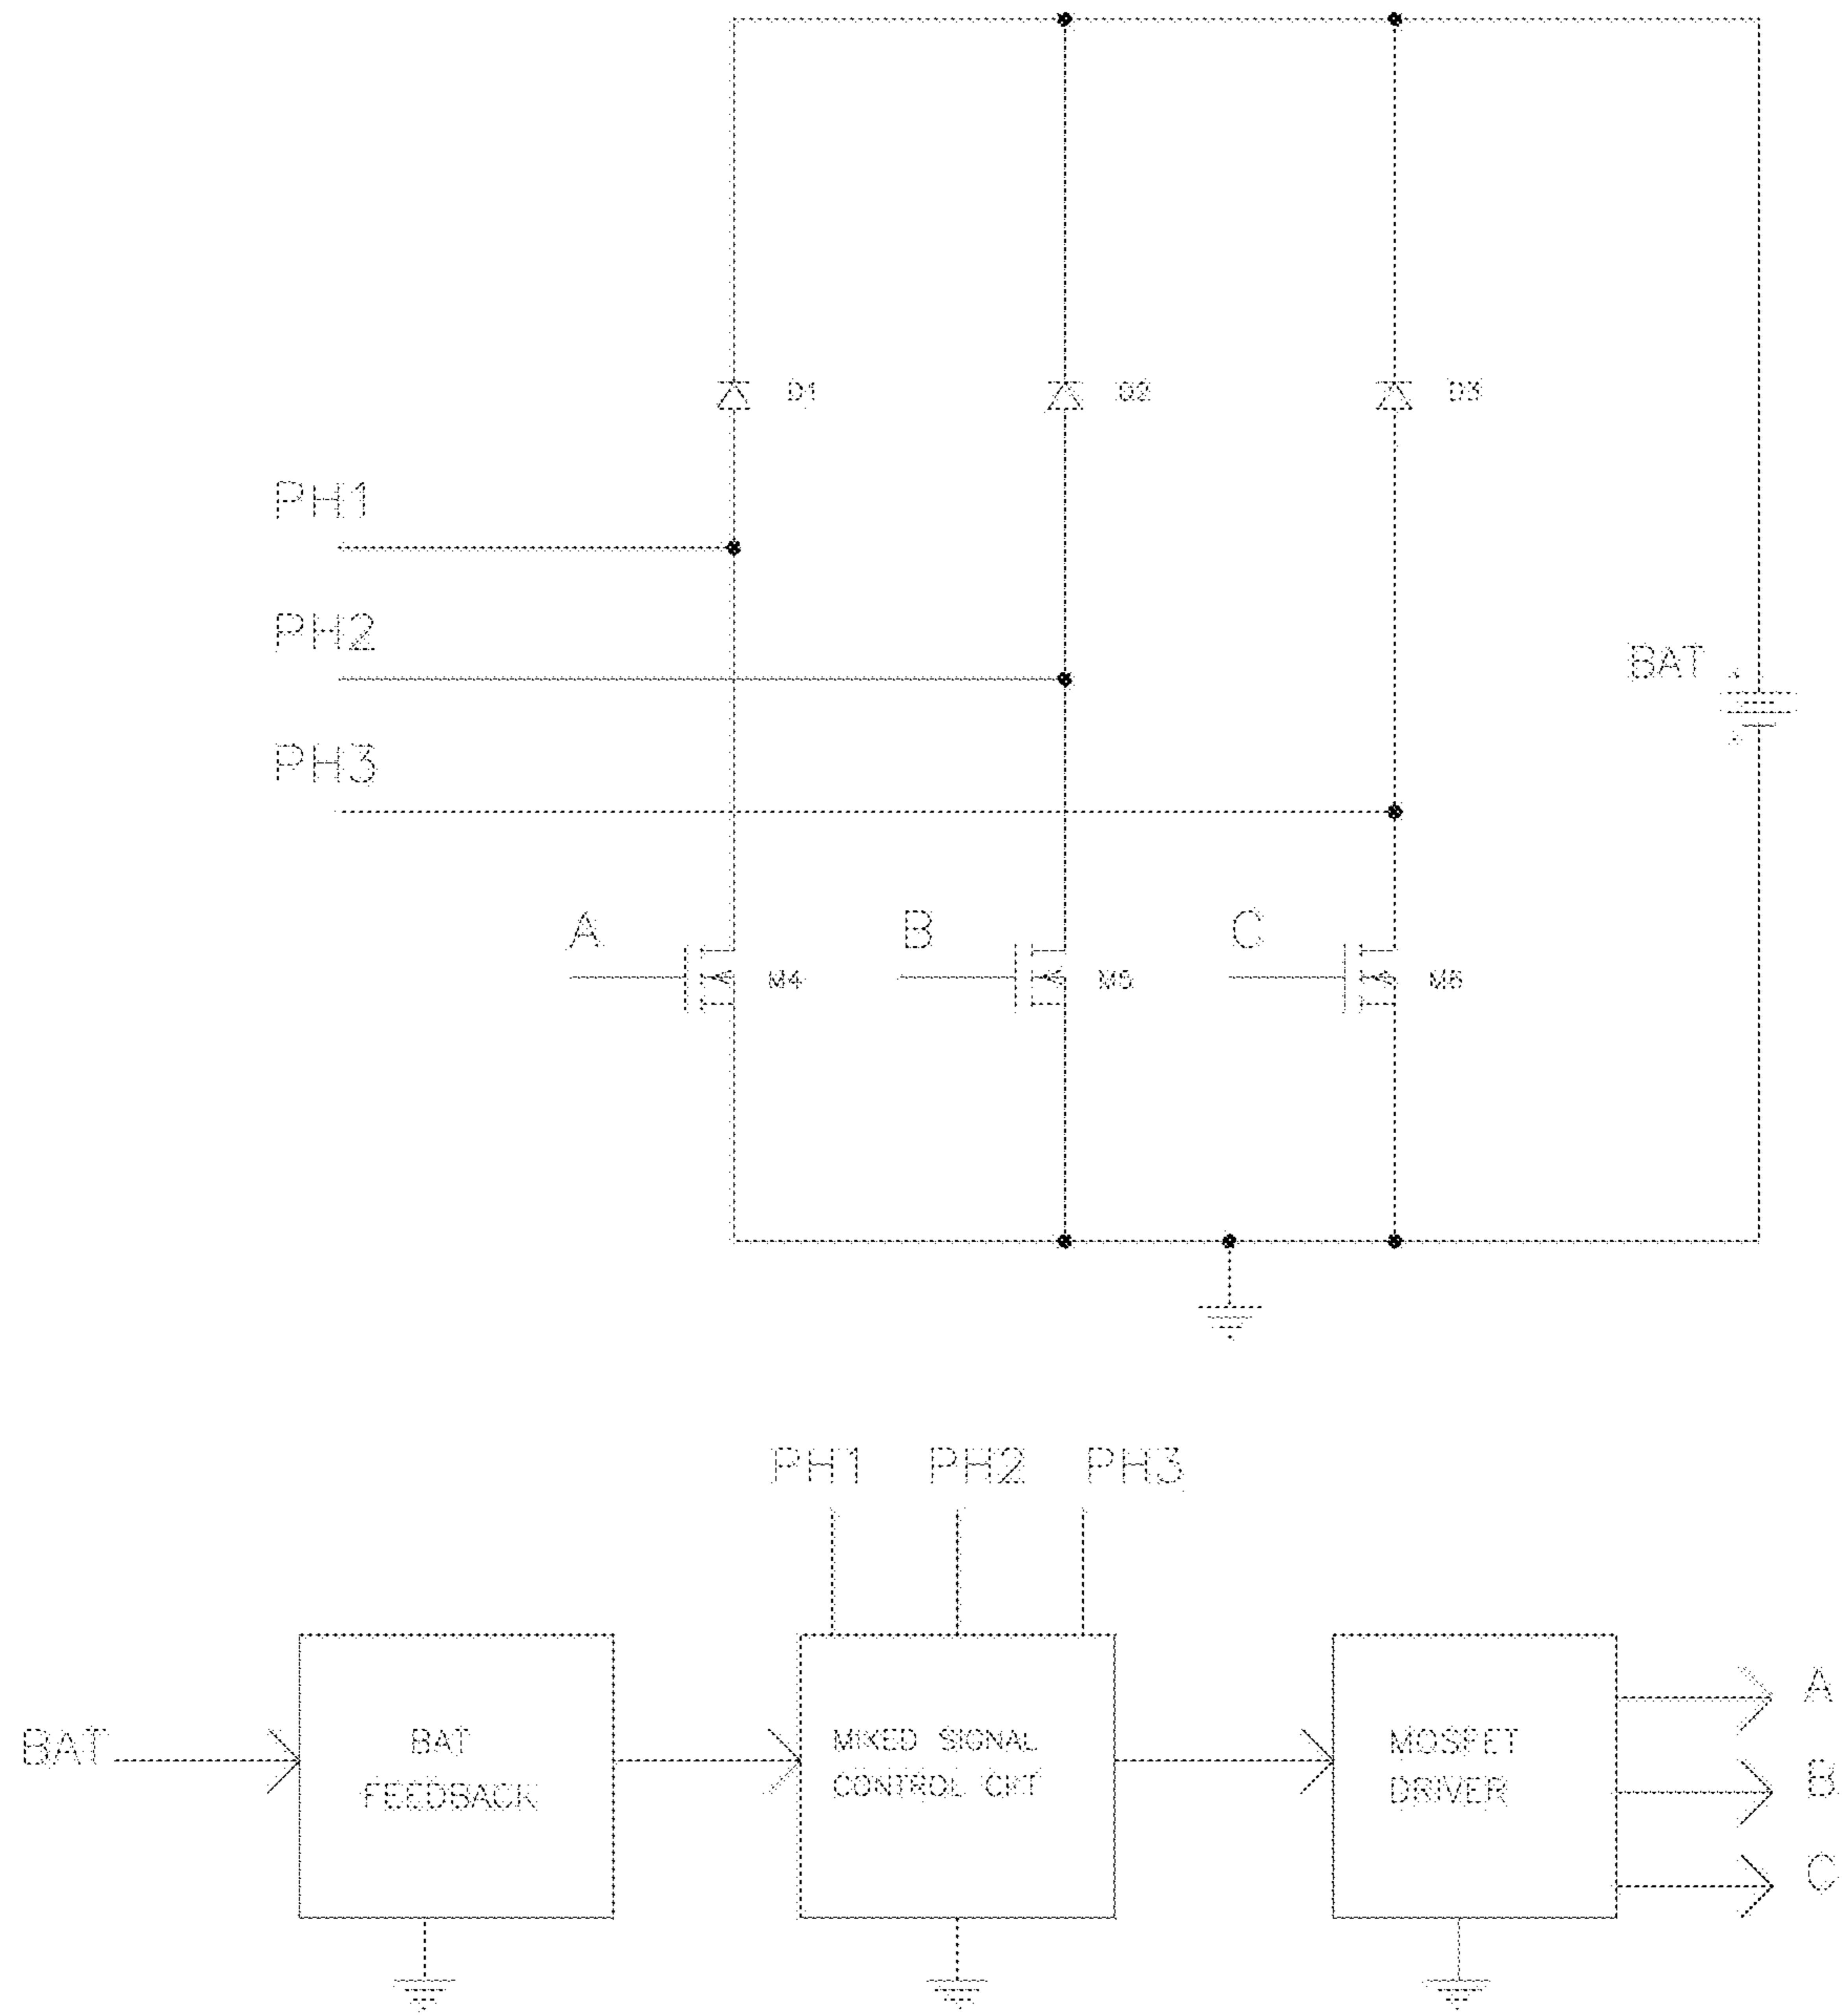 D1
D2
D3
PH1
PH2
BAT
PH3
A
B
C
M4
M5
M6
PH1 PH2 PH3
BAT
BAT
FEEDBACK
MIXED SIGNAL
CONTROL CKT
MOSFET
DRIVER
A
B
C